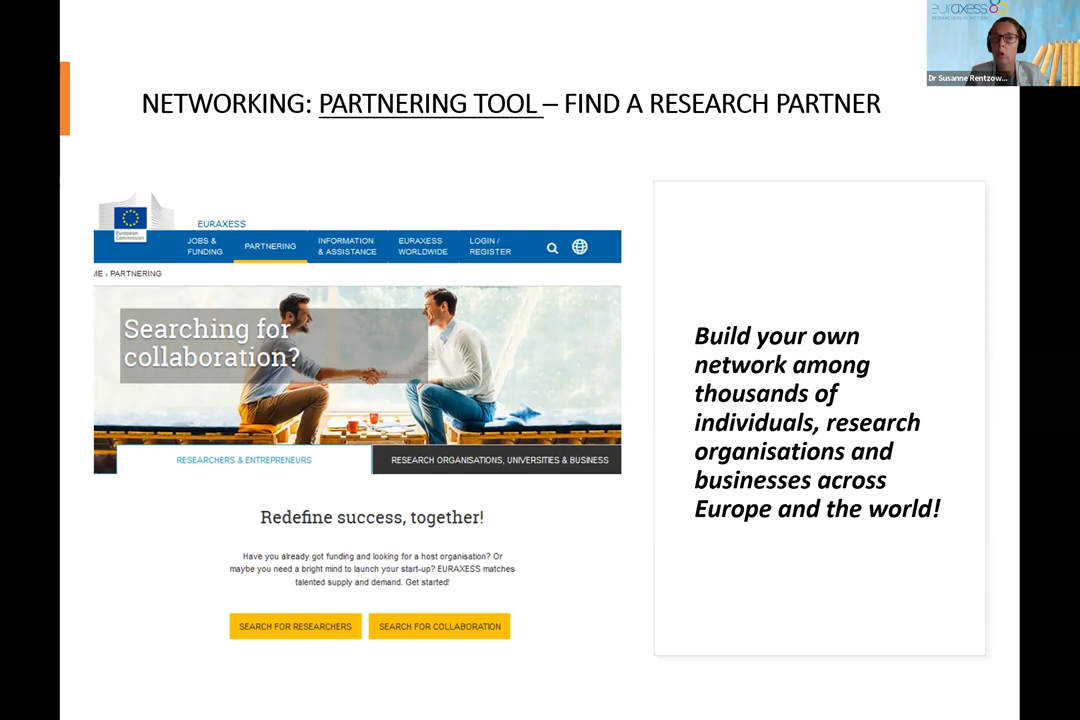 euraxess
Dr Susanne Rentzow...
NETWORKING: PARTNERING TOOL – FIND A RESEARCH PARTNER
European
Commission
EURAXESS
JOBS &
FUNDING
PARTNERING
INFORMATION
& ASSISTANCE
EURAXESS
WORLDWIDE
LOGIN /
REGISTER
ME › PARTNERING
Searching for
collaboration?
RESEARCHERS & ENTREPRENEURS
RESEARCH ORGANISATIONS, UNIVERSITIES & BUSINESS
Redefine success, together!
Have you already got funding and looking for a host organisation? Or
maybe you need a bright mind to launch your start-up? EURAXESS matches
talented supply and demand. Get started!
SEARCH FOR RESEARCHERS
SEARCH FOR COLLABORATION
Build your own
network among
thousands of
individuals, research
organisations and
businesses across
Europe and the world!